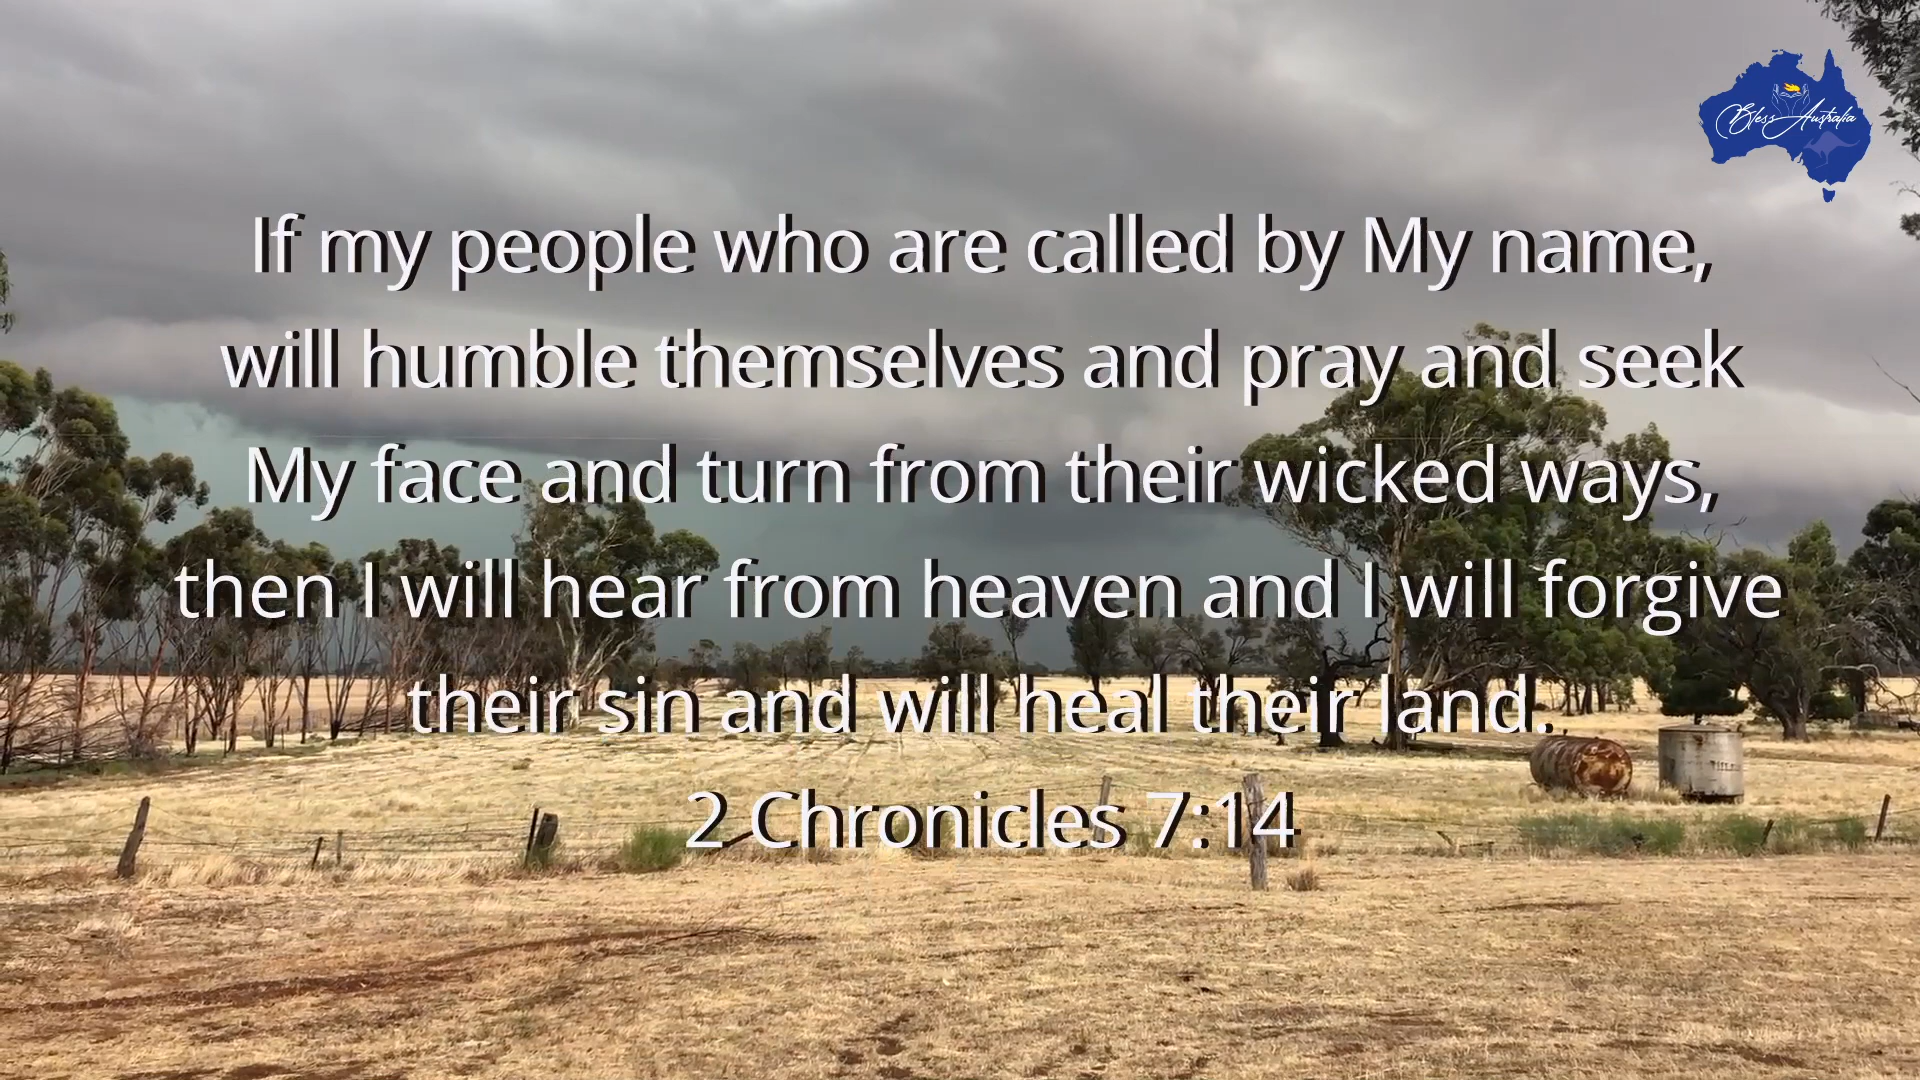 Bless Australia
If my people who are called by My name,
will humble themselves and pray and seek
My face and turn from their wicked ways,
then I will hear from heaven and I will forgive
their sin and will heal their land.
2 Chronicles 7:14